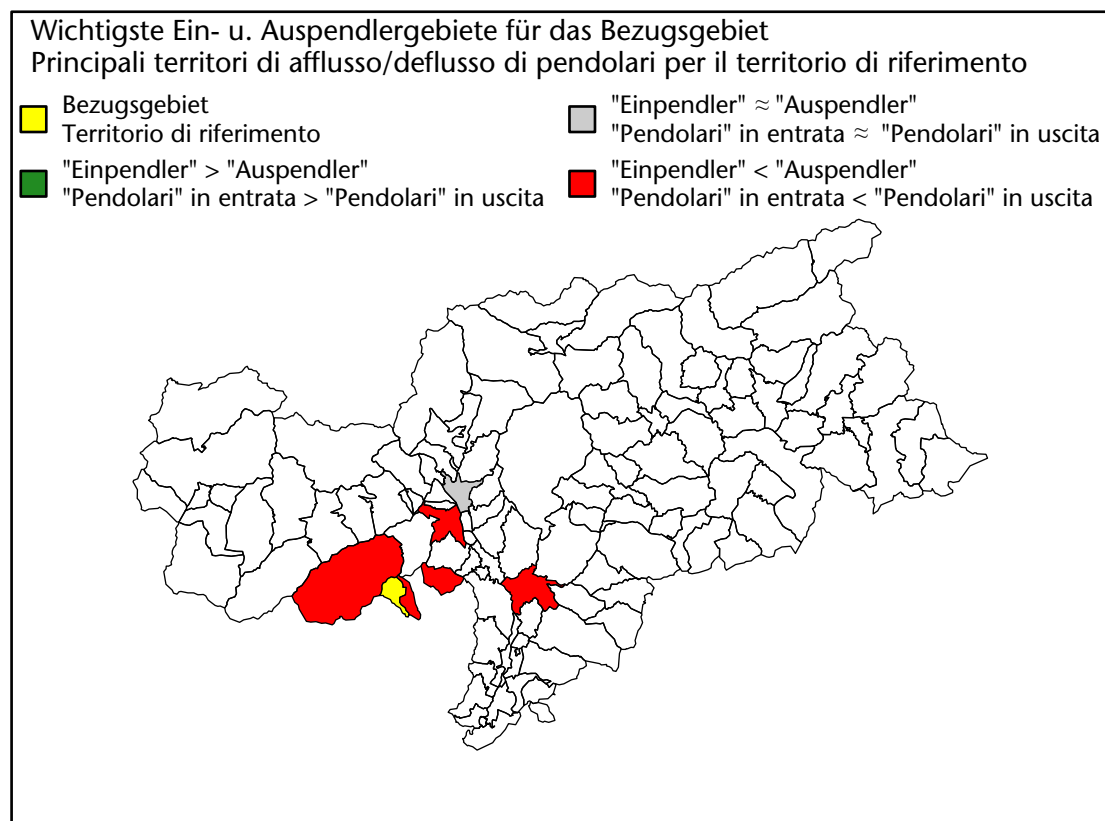 Wichtigste Ein- u. Auspendlergebiete für das Bezugsgebiet
Principali territori di afflusso/deflusso di pendolari per il territorio di riferimento
Bezugsgebiet
Territorio di riferimento
"Einpendler" > "Auspendler"
"Pendolari" in entrata > "Pendolari" in uscita
"Einpendler" ≈ "Auspendler"
"Pendolari" in entrata ≈ "Pendolari" in uscita
"Einpendler" < "Auspendler"
"Pendolari" in entrata < "Pendolari" in uscita